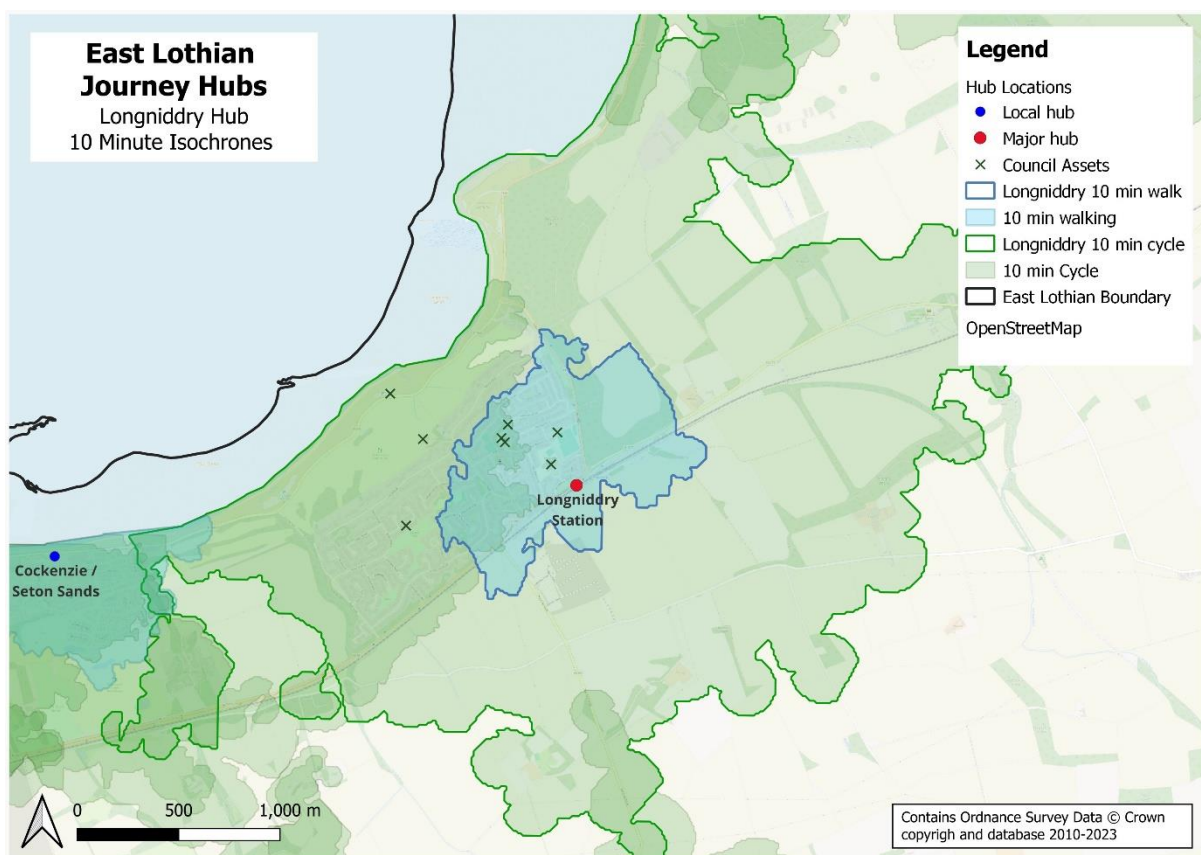 East Lothian
Journey Hubs
Longniddry Hub
10 Minute Isochrones
Legend
Hub Locations
Local hub
Major hub
Council Assets
Longniddry 10 min walk
10 min walking
Longniddry 10 min cycle
10 min Cycle
East Lothian Boundary
OpenStreetMap
Longniddry
Station
Cockenzie /
Seton Sands
0 500 1,000 m
Contains Ordnance Survey Data © Crown
copyrigh and database 2010-2023